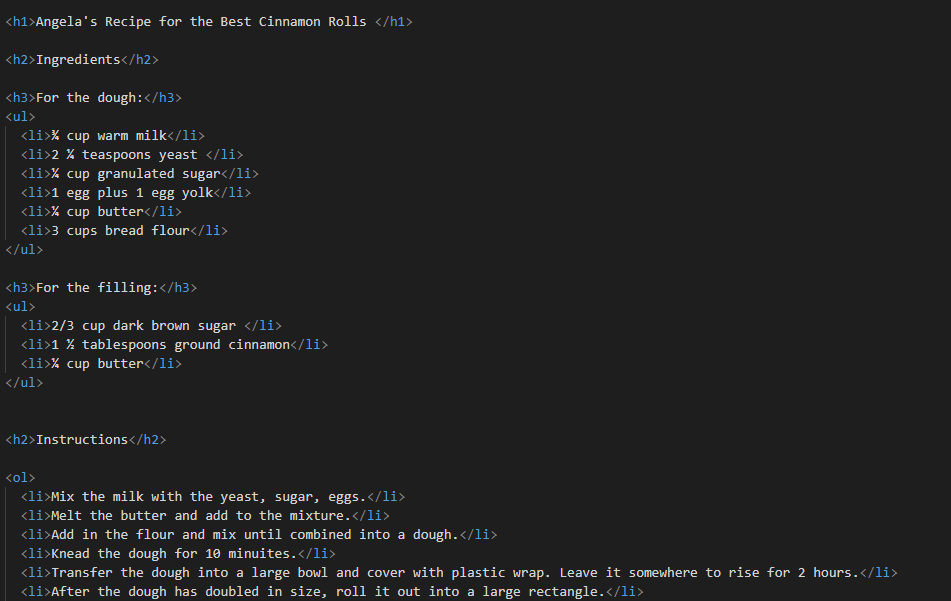 <h1>Angela's Recipe for the Best Cinnamon Rolls </h1>
<h2>Ingredients</h2>
<h3>For the dough:</h3>
<ul>
<li>¾ cup warm milk</li>
<li>2 ¼ teaspoons yeast </li>
<li>¼ cup granulated sugar</li>
<li>1 egg plus 1 egg yolk</li>
<li>¼ cup butter</li>
<li>3 cups bread flour</li>
</ul>
<h3>For the filling:</h3>
<ul>
<li>2/3 cup dark brown sugar </li>
<li>1 ½ tablespoons ground cinnamon</li>
<li>¼ cup butter</li>
</ul>
<h2>Instructions</h2>
<ol>
<li>Mix the milk with the yeast, sugar, eggs.</li>
<li>Melt the butter and add to the mixture.</li>
<li>Add in the flour and mix until combined into a dough.</li>
<li>Knead the dough for 10 minuites.</li>
<li>Transfer the dough into a large bowl and cover with plastic wrap. Leave it somewhere to rise for 2 hours.</li>
<li>After the dough has doubled in size, roll it out into a large rectangle.</li>